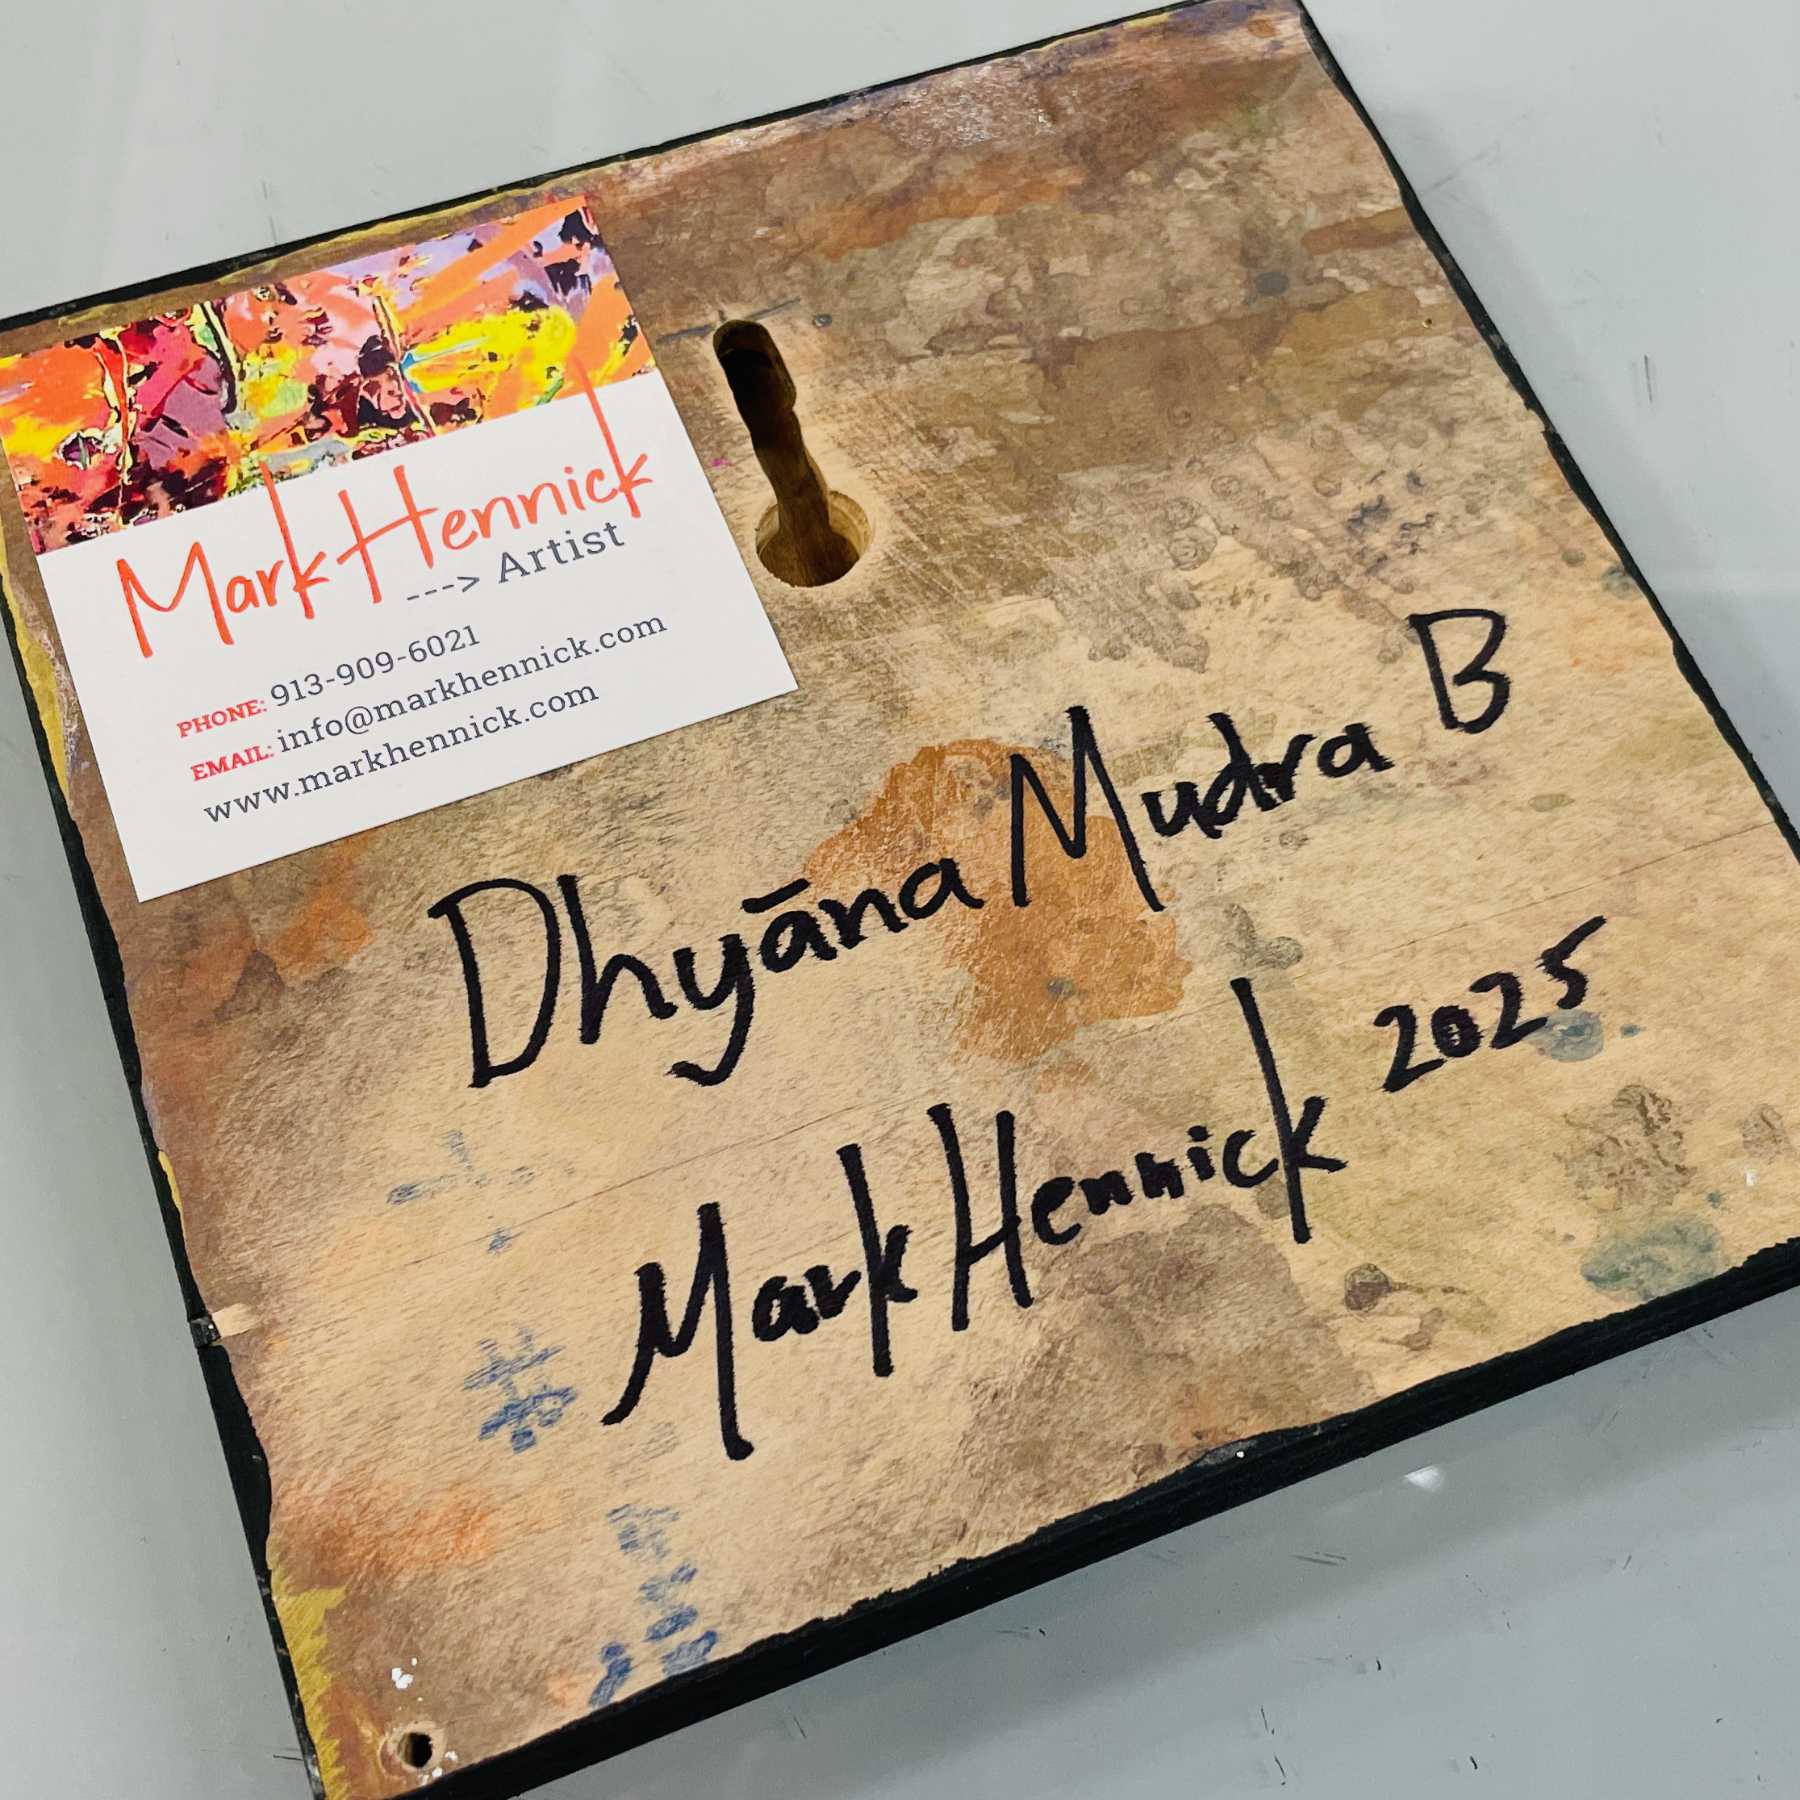 Mark Hennick
---> Artist
PHONE: 913-909-6021
EMAIL: info@markhennick.com
www.markhennick.com
Dhyāna Mudra B
Mark Hennick 2025